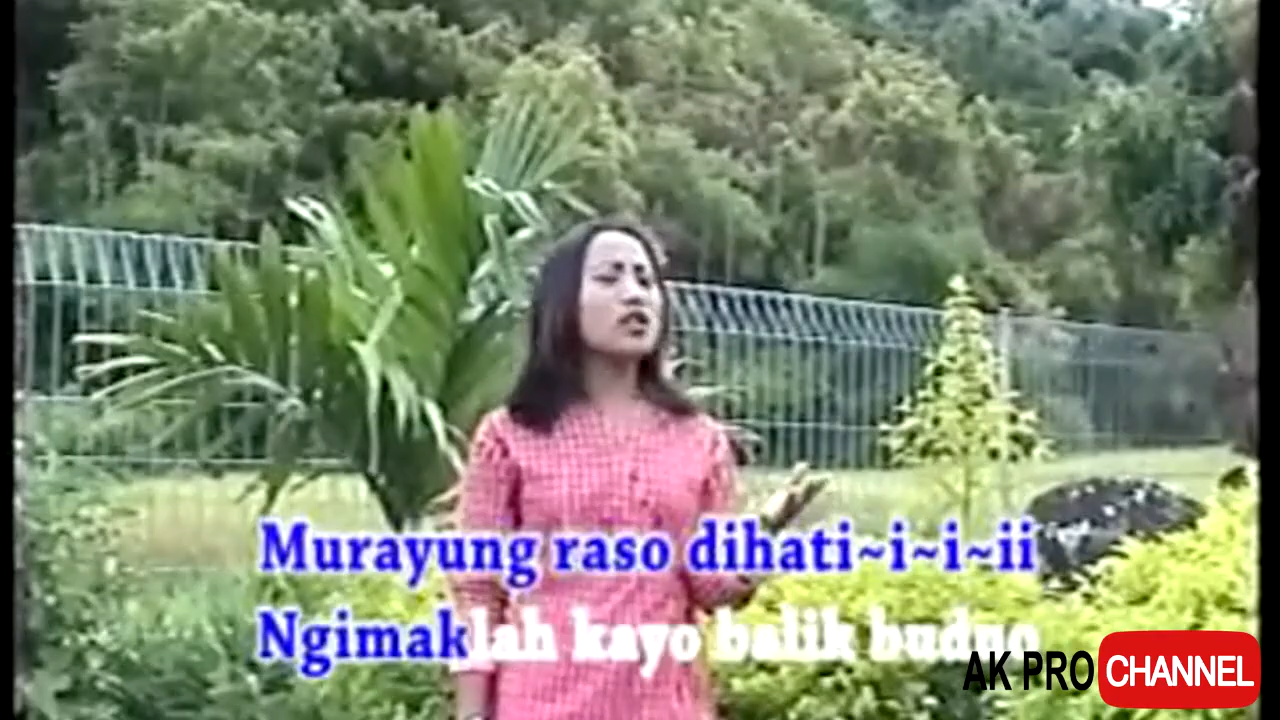 Murayung raso dihati~i~i~ii
Ngimaklah kayo balik buduo
AK PRO CHANNEL